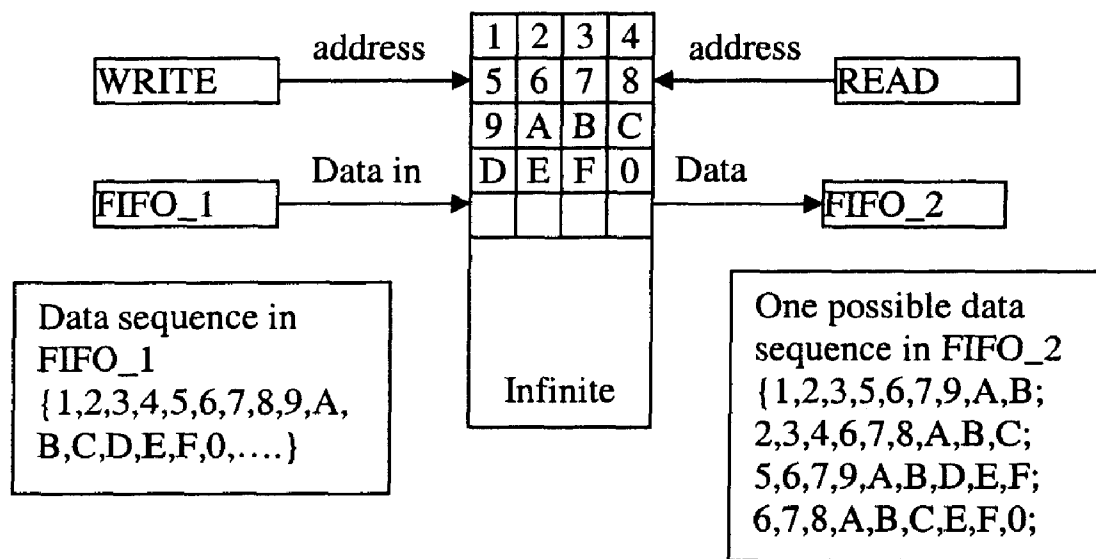 1 2 3 4
address
address
WRITE
5 6 7 8
READ
9 A B C
Data in
D E F 0
Data
FIFO_1
FIFO_2
Data sequence in
FIFO_1
{1,2,3,4,5,6,7,8,9,A,
B,C,D,E,F,0,....}
Infinite
One possible data
sequence in FIFO_2
{1,2,3,5,6,7,9,A,B;
2,3,4,6,7,8,A,B,C;
5,6,7,9,A,B,D,E,F;
6,7,8,A,B,C,E,F,0;